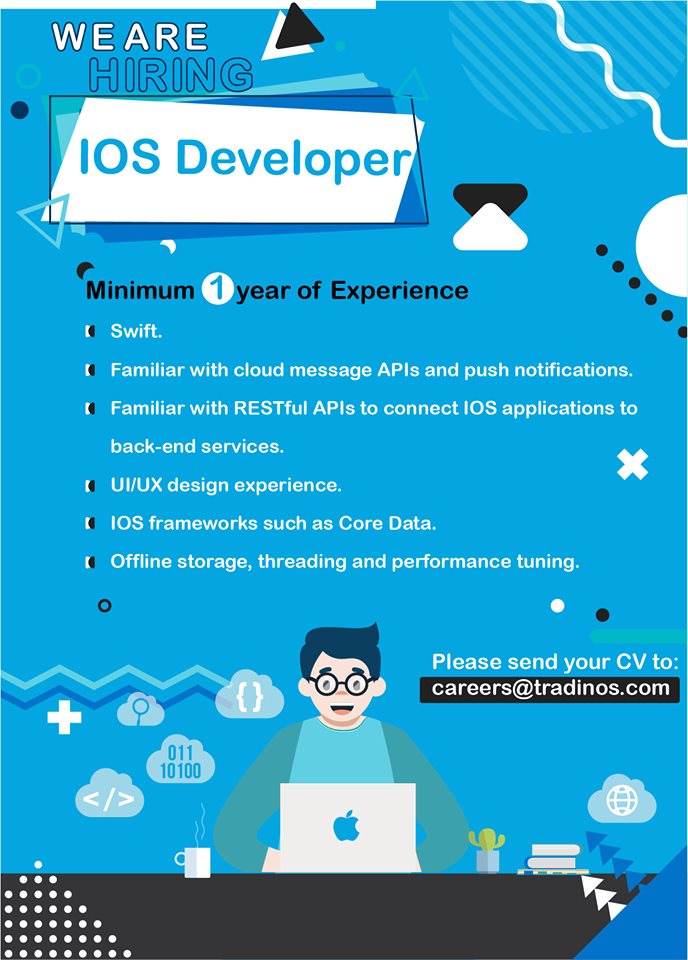 WE ARE
HIRING
IOS Developer
Minimum 1 year of Experience
Swift.
Familiar with cloud message APIs and push notifications.
Familiar with RESTful APIs to connect IOS applications to
back-end services.
UI/UX design experience.
IOS frameworks such as Core Data.
Offline storage, threading and performance tuning.
Please send your CV to:
careers@tradinos.com
{}
011
10100
</>